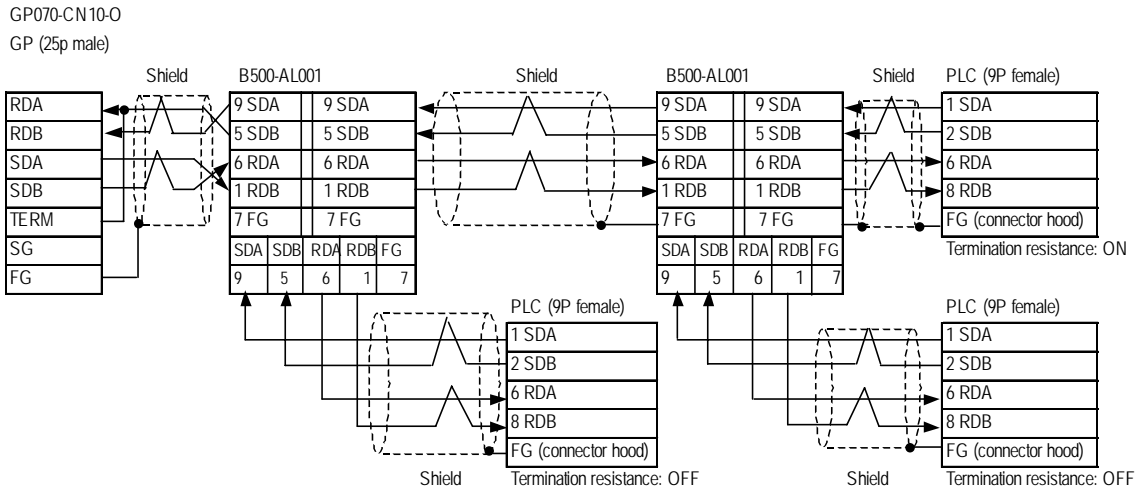 GP070-CN10-O
GP (25p male)
Shield B500-AL001 Shield B500-AL001 Shield PLC (9P female)
RDA 9 SDA 9 SDA 9 SDA 9 SDA 1 SDA
RDB 5 SDB 5 SDB 5 SDB 5 SDB 2 SDB
SDA 6 RDA 6 RDA 6 RDA 6 RDA 6 RDA
SDB 1 RDB 1 RDB 1 RDB 1 RDB 8 RDB
TERM 7 FG 7 FG 7 FG 7 FG FG (connector hood)
SG SDA SDB RDA RDB FG SDA SDB RDA RDB FG Termination resistance: ON
FG 9 5 6 1 7 9 5 6 1 7
PLC (9P female) PLC (9P female)
1 SDA 1 SDA
2 SDB 2 SDB
6 RDA 6 RDA
8 RDB 8 RDB
FG (connector hood) FG (connector hood)
Shield Termination resistance: OFF Shield Termination resistance: OFF